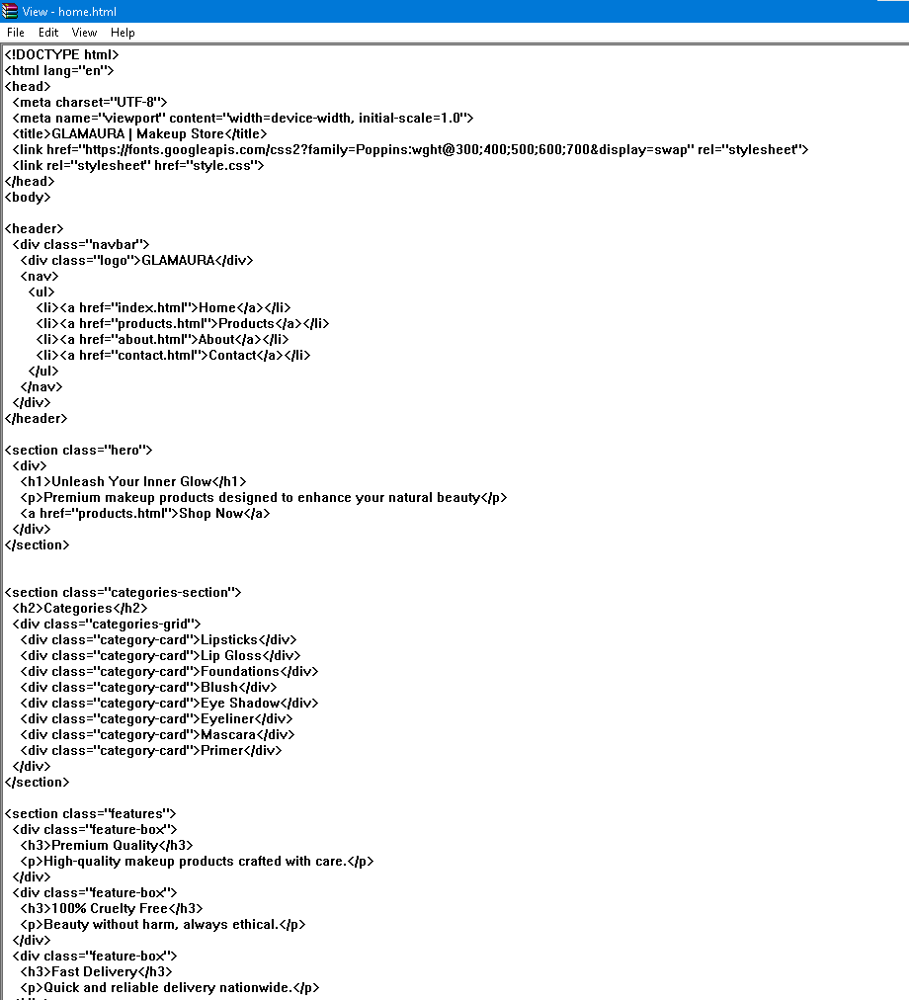 View - home.html
File Edit View Help
<!DOCTYPE html>
<html lang="en">
<head>
<meta charset="UTF-8">
<meta name="viewport" content="width=device-width, initial-scale=1.0">
<title>GLAMAURA | Makeup Store</title>
<link href="https://fonts.googleapis.com/css2?family=Poppins:wght@300;400;500;600;700&display=swap" rel="stylesheet">
<link rel="stylesheet" href="style.css">
</head>
<body>
<header>
<div class="navbar">
<div class="logo">GLAMAURA</div>
<nav>
<ul>
<li><a href="index.html">Home</a></li>
<li><a href="products.html">Products</a></li>
<li><a href="about.html">About</a></li>
<li><a href="contact.html">Contact</a></li>
</ul>
</nav>
</div>
</header>
<section class="hero">
<div>
<h1>Unleash Your Inner Glow</h1>
<p>Premium makeup products designed to enhance your natural beauty</p>
<a href="products.html">Shop Now</a>
</div>
</section>
<section class="categories-section">
<h2>Categories</h2>
<div class="categories-grid">
<div class="category-card">Lipsticks</div>
<div class="category-card">Lip Gloss</div>
<div class="category-card">Foundations</div>
<div class="category-card">Blush</div>
<div class="category-card">Eye Shadow</div>
<div class="category-card">Eyeliner</div>
<div class="category-card">Mascara</div>
<div class="category-card">Primer</div>
</div>
</section>
<section class="features">
<div class="feature-box">
<h3>Premium Quality</h3>
<p>High-quality makeup products crafted with care.</p>
</div>
<div class="feature-box">
<h3>100% Cruelty Free</h3>
<p>Beauty without harm, always ethical.</p>
</div>
<div class="feature-box">
<h3>Fast Delivery</h3>
<p>Quick and reliable delivery nationwide.</p>